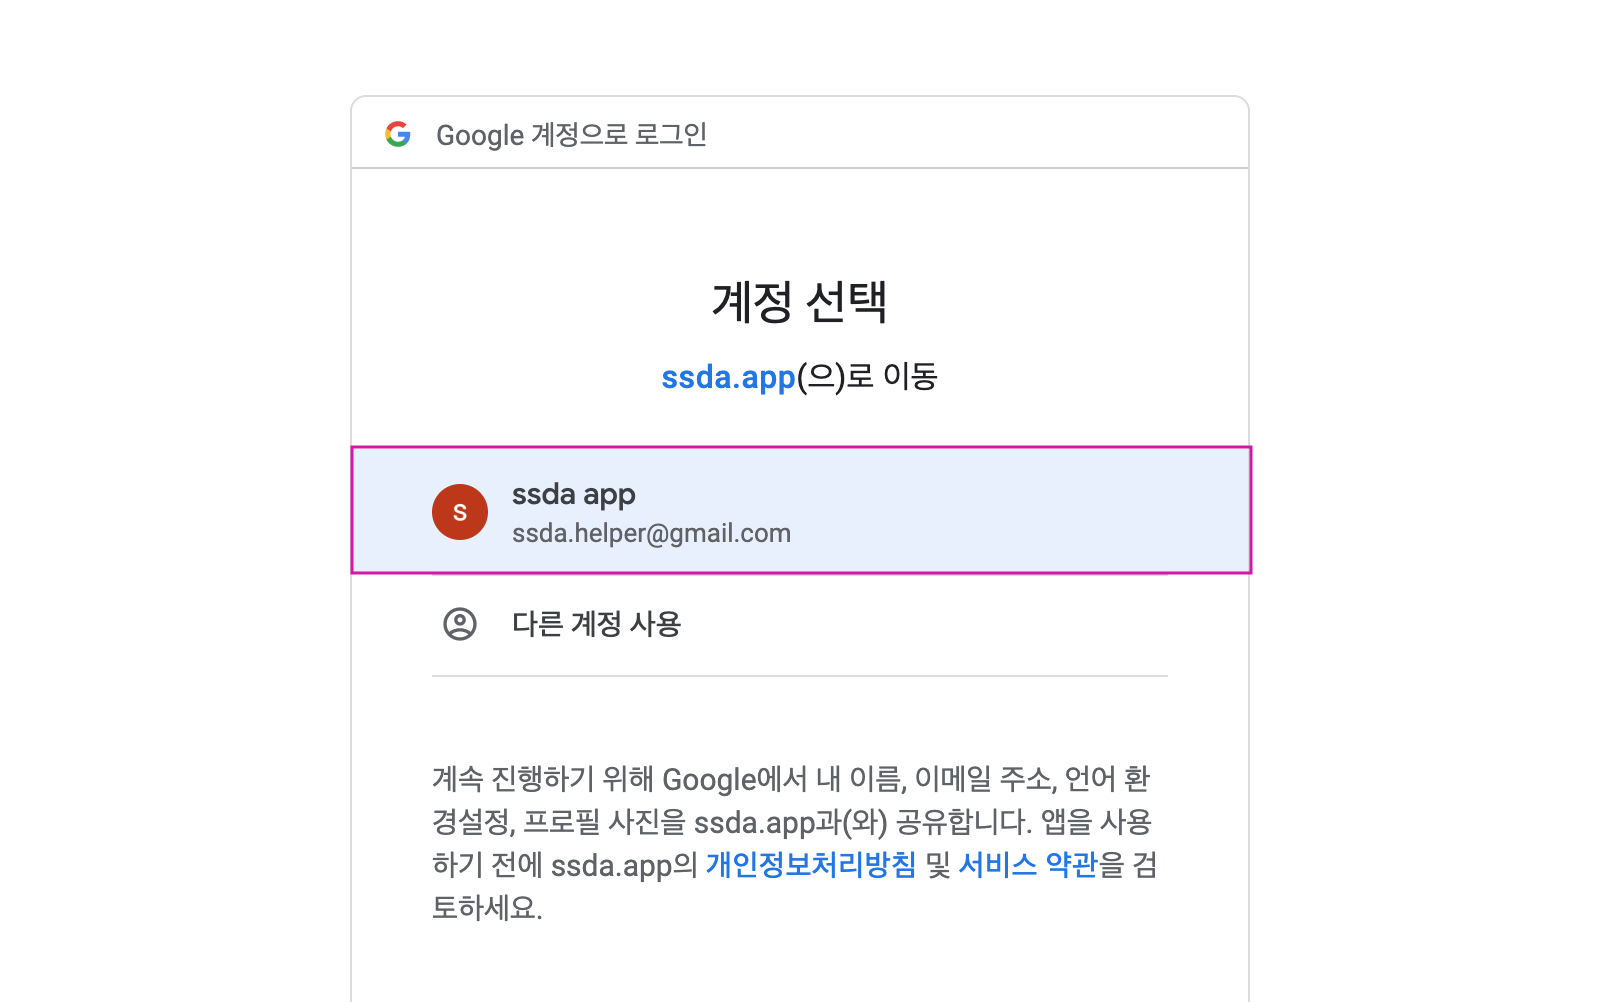 Google 계정으로 로그인
계정 선택
ssda.app(으)로 이동
s
ssda app
ssda.helper@gmail.com
다른 계정 사용
계속 진행하기 위해 Google에서 내 이름, 이메일 주소, 언어 환
경설정, 프로필 사진을 ssda.app과(와) 공유합니다. 앱을 사용
하기 전에 ssda.app의 개인정보처리방침 및 서비스 약관을 검
토하세요.